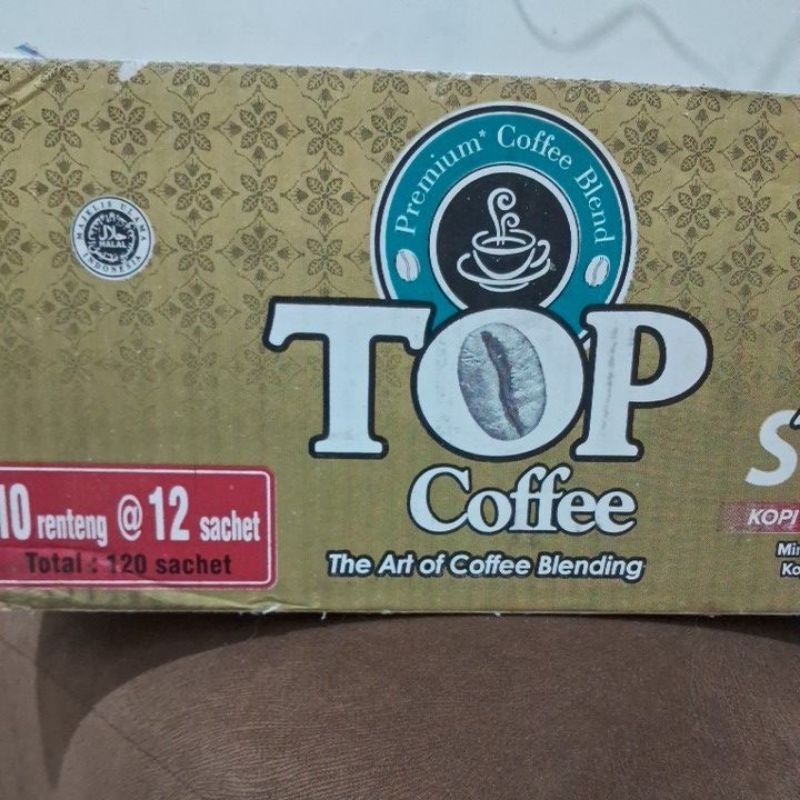 Premium* Coffee Blend
MAJELIS ULAMA
حلال
HALAL
INDONESIA
TOP
Coffee
The Art of Coffee Blending
10 renteng @ 12 sachet
Total : 120 sachet
KOPI